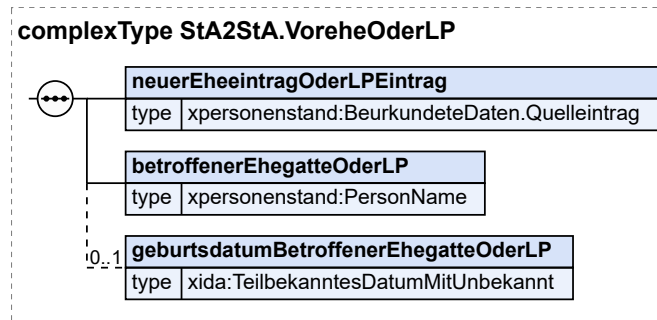 complexType StA2StA.VoreheOderLP
neuerEheeintragOderLPEintrag
type xpersonenstand:BeurkundeteDaten.Quelleintrag
betroffenerEhegatteOderLP
type xpersonenstand:PersonName
0..1
geburtsdatumBetroffenerEhegatteOderLP
type xida:TeilbekanntesDatumMitUnbekannt